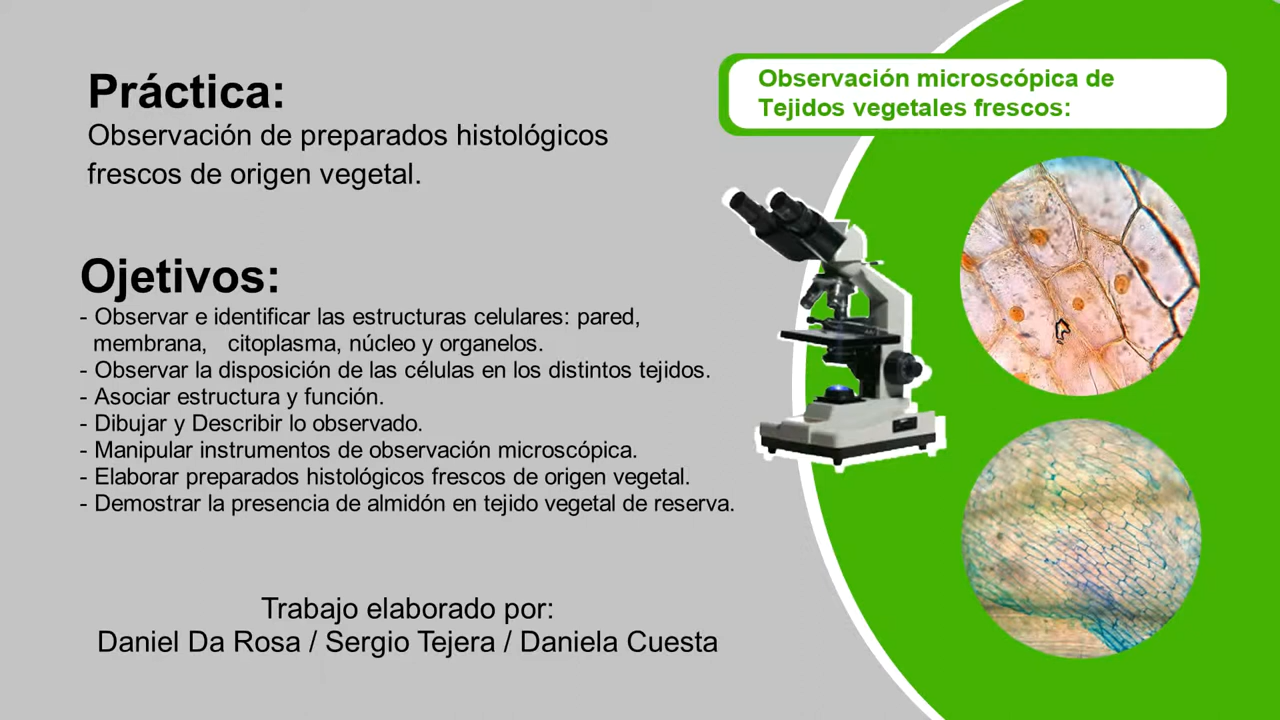 Práctica:
Observación de preparados histológicos
frescos de origen vegetal.
Ojetivos:
- Observar e identificar las estructuras celulares: pared,
membrana, citoplasma, núcleo y organelos.
- Observar la disposición de las células en los distintos tejidos.
- Asociar estructura y función.
- Dibujar y Describir lo observado.
- Manipular instrumentos de observación microscópica.
- Elaborar preparados histológicos frescos de origen vegetal.
- Demostrar la presencia de almidón en tejido vegetal de reserva.
Trabajo elaborado por:
Daniel Da Rosa / Sergio Tejera / Daniela Cuesta
Observación microscópica de
Tejidos vegetales frescos: